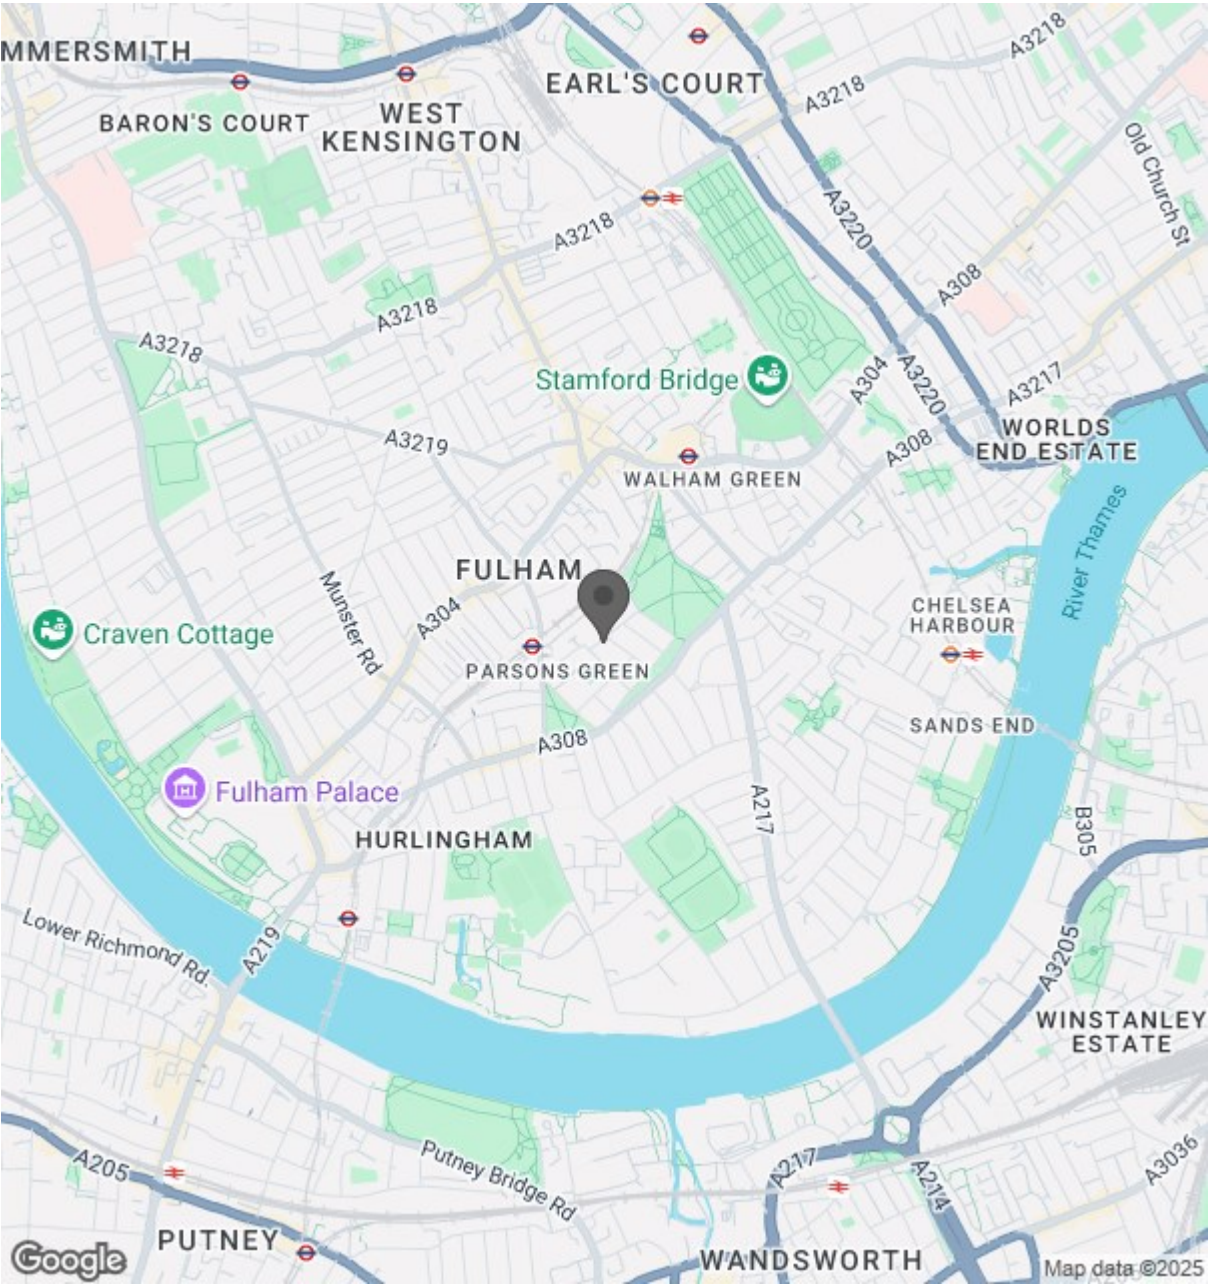 MMERSMITH
EARL'S COURT
A3218
A3218
BARON'S COURT
WEST
KENSINGTON
Old Church St
A3220
A3218
A308
A3218
A3218
Stamford Bridge
A304
A3220
A3217
A3219
A308
WORLDS
END ESTATE
WALHAM GREEN
River Thames
FULHAM
Munster Rd
A304
CHELSEA
HARBOUR
Craven Cottage
PARSONS GREEN
SANDS END
A308
Fulham Palace
A217
B305
HURLINGHAM
Lower Richmond Rd.
A219
A3205
WINSTANLEY
ESTATE
Putney Bridge Rd
A205
A217
A214
A3036
PUTNEY
WANDSWORTH
Google
Map data ©2025